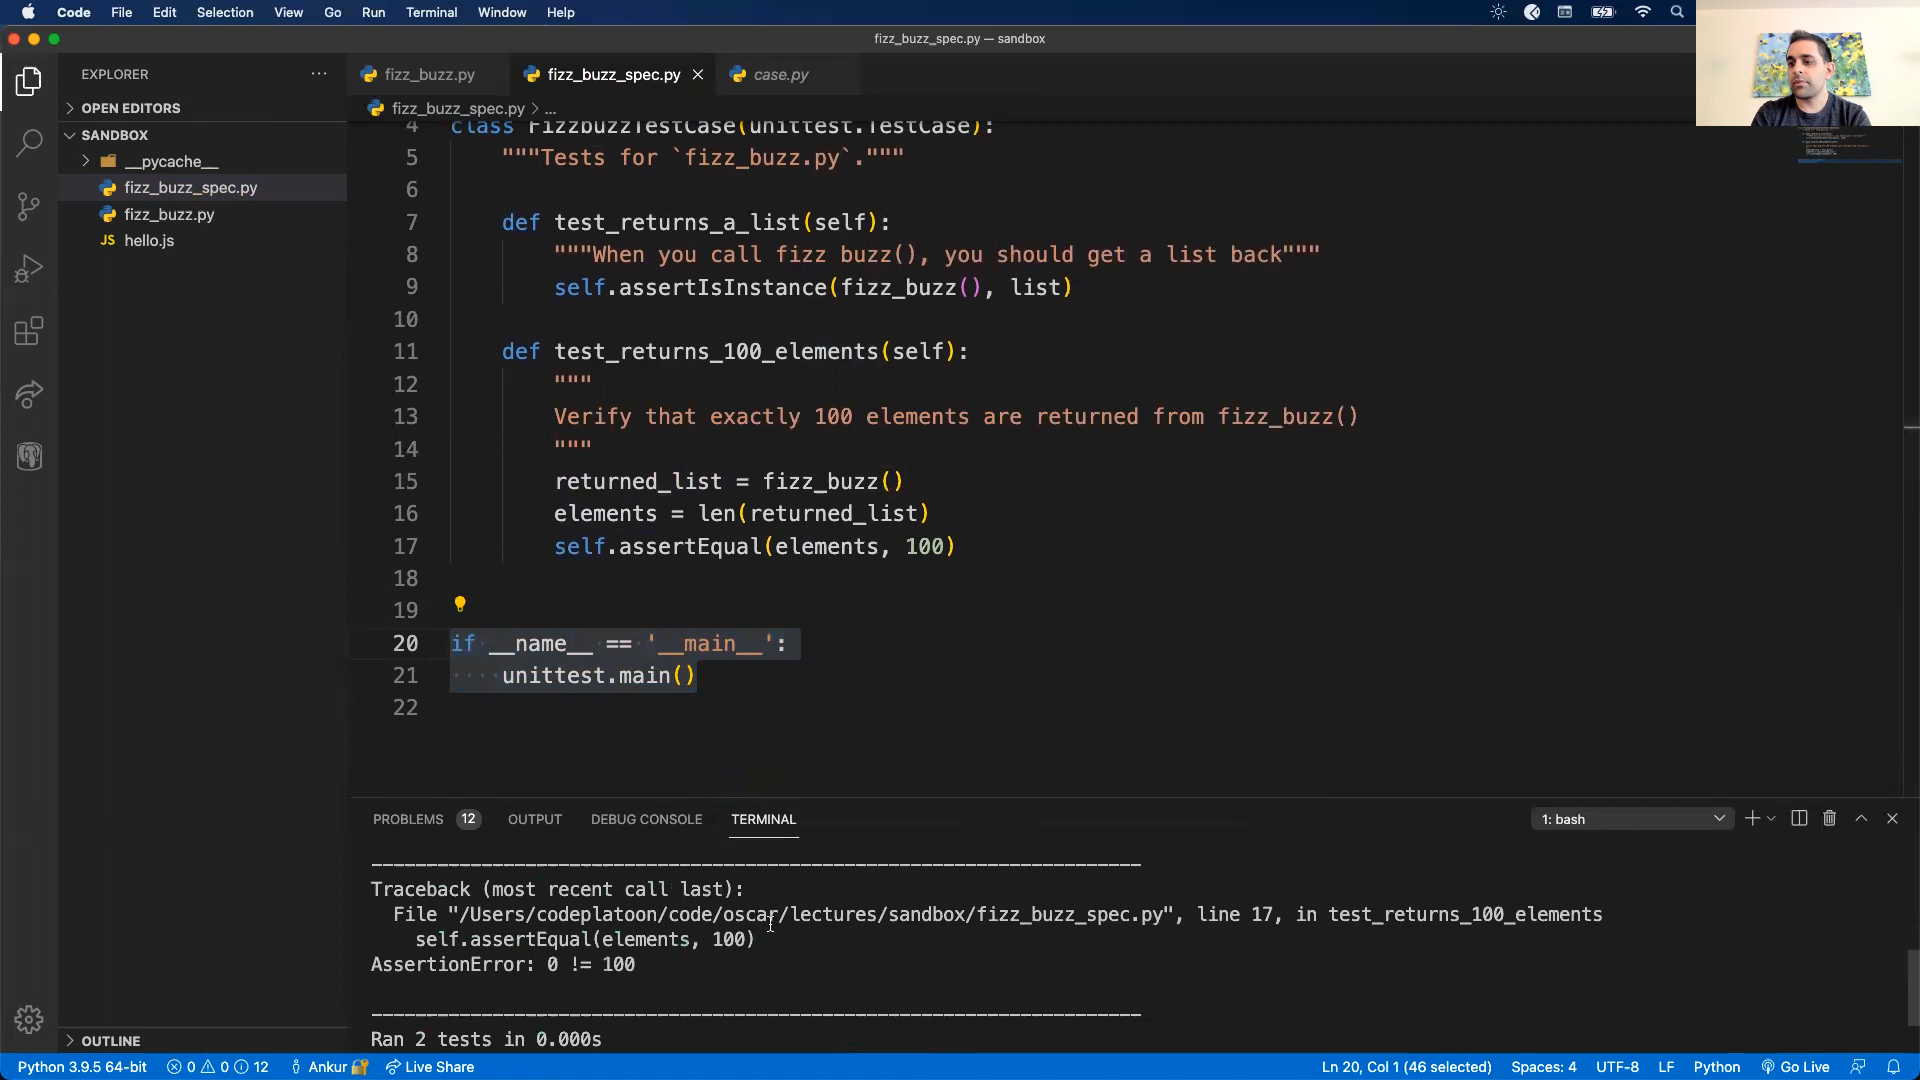 Code File Edit Selection View Go Run Terminal Window Help
fizz_buzz_spec.py — sandbox
EXPLORER
fizz_buzz.py
fizz_buzz_spec.py
case.py
OPEN EDITORS
fizz_buzz_spec.py > ...
SANDBOX
__pycache__
fizz_buzz_spec.py
fizz_buzz.py
JS hello.js
4 class FizzbuzzTestCase(unittest.TestCase):
5 """Tests for `fizz_buzz.py`."""
6
7 def test_returns_a_list(self):
8 """When you call fizz buzz(), you should get a list back"""
9 self.assertIsInstance(fizz_buzz(), list)
10
11 def test_returns_100_elements(self):
12 """
13 Verify that exactly 100 elements are returned from fizz_buzz()
14 """
15 returned_list = fizz_buzz()
16 elements = len(returned_list)
17 self.assertEqual(elements, 100)
18
19
20 if __name__ == '__main__':
21 unittest.main()
22
PROBLEMS 12 OUTPUT DEBUG CONSOLE TERMINAL
1: bash
----------------------------------------------------------------------
Traceback (most recent call last):
File "/Users/codeplatoon/code/oscar/lectures/sandbox/fizz_buzz_spec.py", line 17, in test_returns_100_elements
self.assertEqual(elements, 100)
AssertionError: 0 != 100
----------------------------------------------------------------------
Ran 2 tests in 0.000s
OUTLINE
Python 3.9.5 64-bit 0 0 12 Ankur Live Share Ln 20, Col 1 (46 selected) Spaces: 4 UTF-8 LF Python Go Live